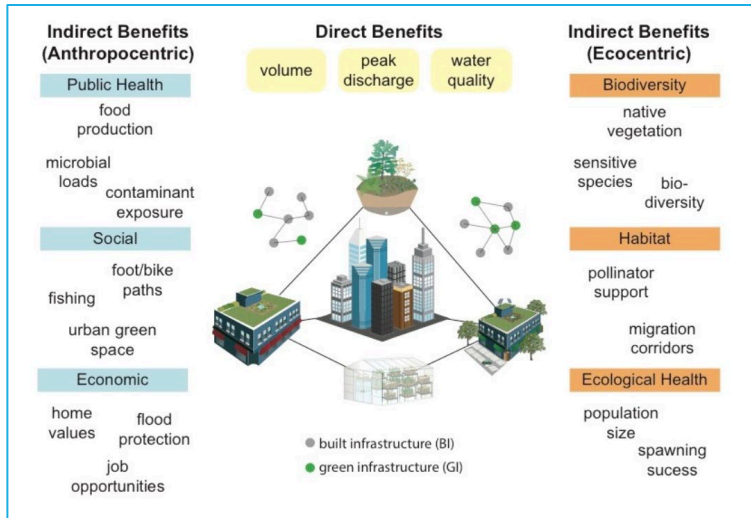 Indirect Benefits
(Anthropocentric)
Public Health
food
production
microbial
loads
contaminant
exposure
Social
foot/bike
paths
fishing
urban green
space
Economic
home
values
flood
protection
job
opportunities
Direct Benefits
volume
peak
discharge
water
quality
built infrastructure (BI)
green infrastructure (GI)
Indirect Benefits
(Ecocentric)
Biodiversity
native
vegetation
sensitive
species
bio-
diversity
Habitat
pollinator
support
migration
corridors
Ecological Health
population
size
spawning
sucess